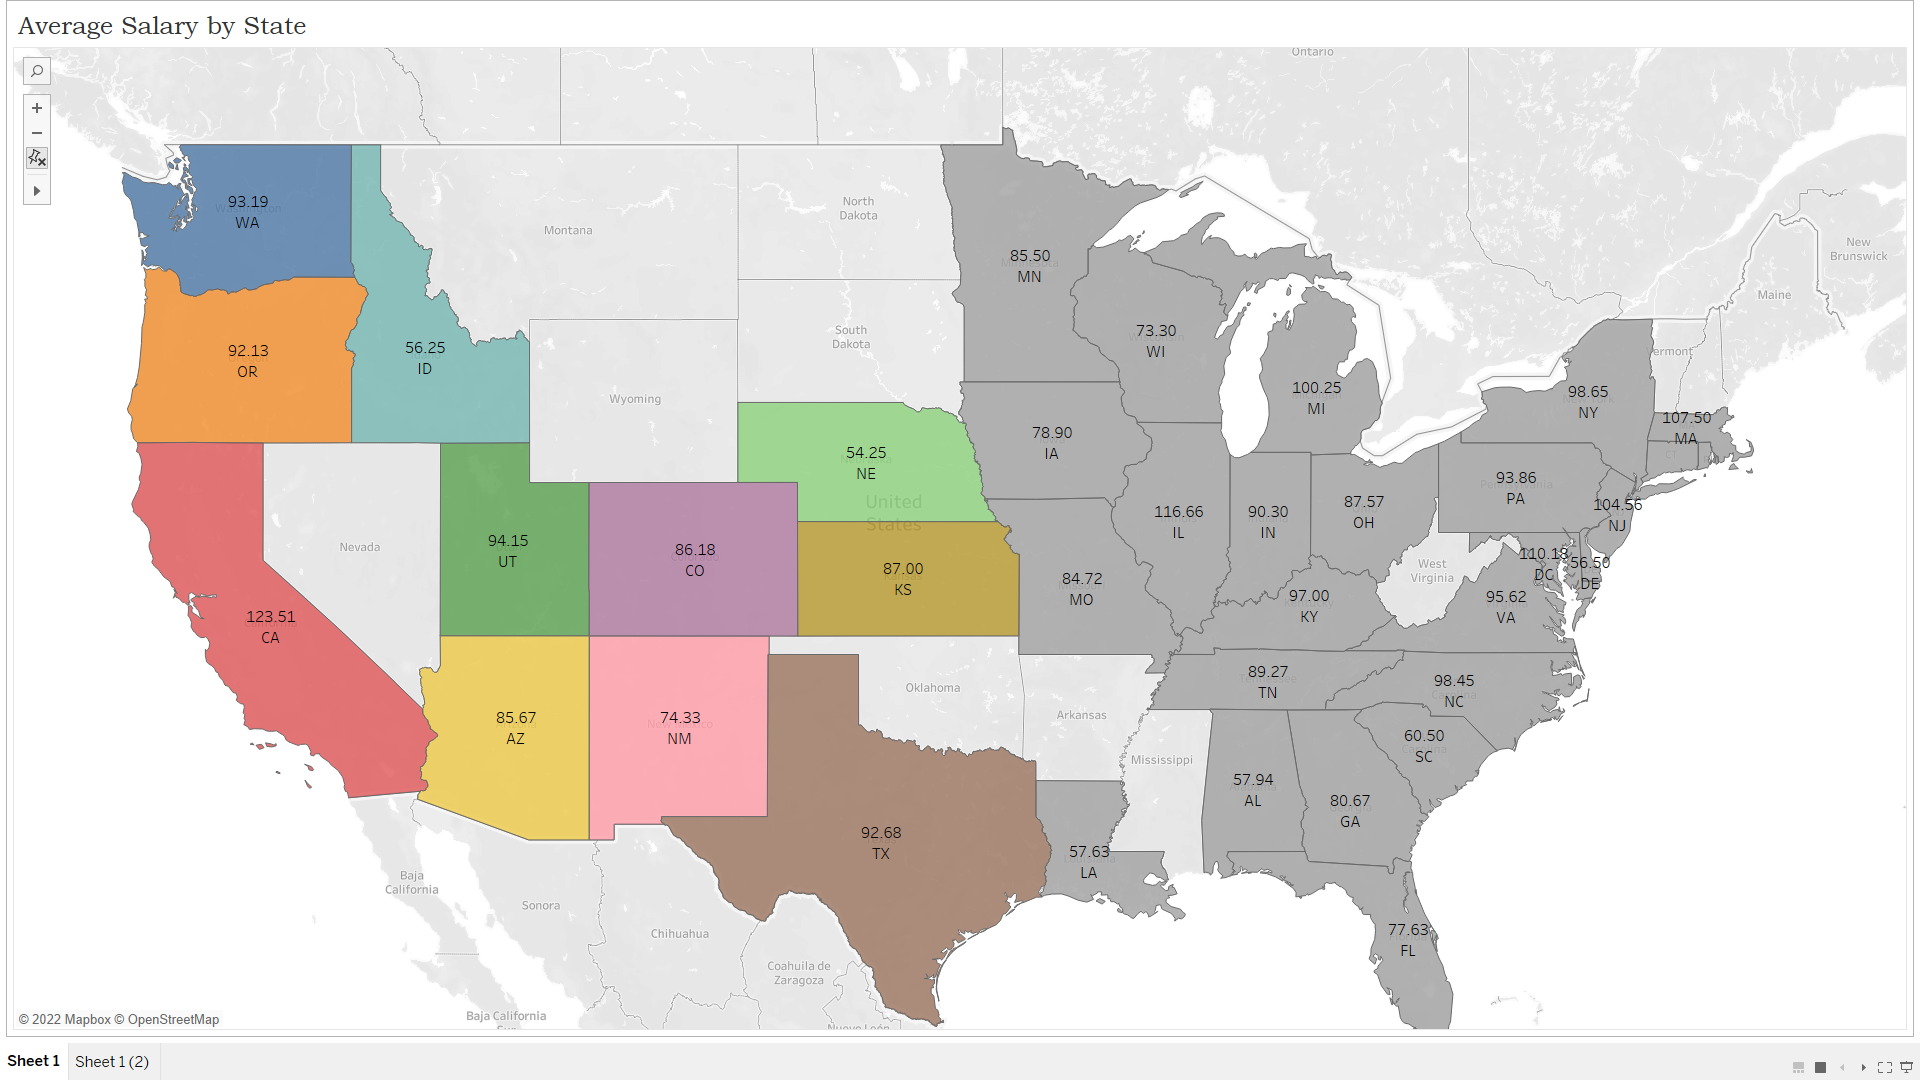 Average Salary by State
Ontario
93.19
WA
North
Dakota
Montana
New
Brunswick
85.50
MN
Maine
92.13
OR
56.25
ID
South
Dakota
73.30
WI
ermont
Wyoming
100.25
MI
98.65
NY
107.50
MA
CT
78.90
IA
54.25
NE
United
States
93.86
PA
104.56
NJ
116.66
IL
90.30
IN
87.57
OH
Nevada
94.15
UT
86.18
CO
87.00
KS
84.72
MO
West
Virginia
110.18
DC
56.50
DE
97.00
KY
95.62
VA
123.51
CA
89.27
TN
98.45
NC
Oklahoma
Arkansas
85.67
AZ
74.33
NM
60.50
SC
Mississippi
57.94
AL
80.67
GA
92.68
TX
57.63
LA
Baja
California
Sonora
Chihuahua
77.63
FL
Coahuila de
Zaragoza
Baja California
Nuevo León
© 2022 Mapbox © OpenStreetMap
Sheet 1
Sheet 1 (2)